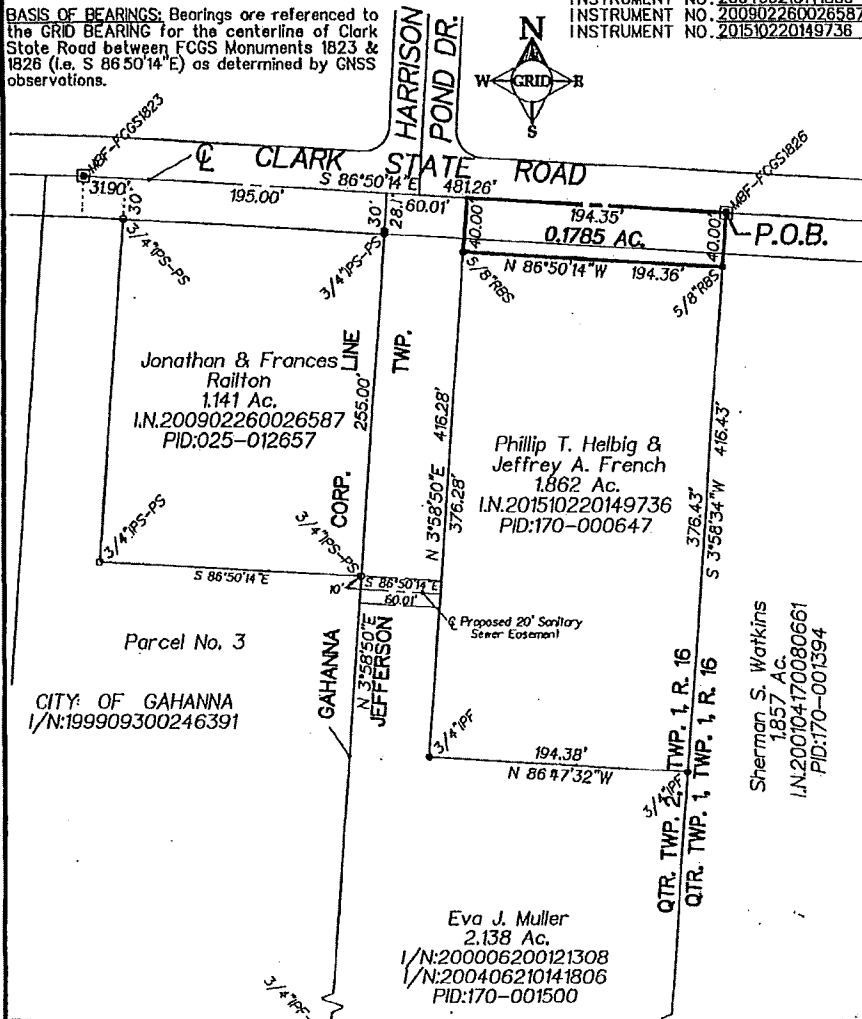 BASIS OF BEARINGS: Bearings are referenced to
the GRID BEARING for the centerline of Clark
State Road between FCGS Monuments 1823 &
1826 (i.e. S 86 50'14"E) as determined by GNSS
observations.
INSTRUMENT NO.
INSTRUMENT NO. 200902260026587
INSTRUMENT NO. 201510220149736
HARRISON
POND DR.
N
W GRID E
S
MBF-FCGS1823
MBF-FCGS1826
℄ CLARK STATE ROAD
S 86°50'14"E 481.26'
31.90'
195.00'
60.01'
194.35'
30'
30'
28.1'
40.00'
0.1785 AC.
40.00'
P.O.B.
3/4"IPS-PS
3/4"IPS-PS
5/8"RBS
N 86°50'14"W 194.36'
5/8"RBS
Jonathan & Frances
Railton
1.141 Ac.
I.N.200902260026587
PID:025-012657
CORP. LINE
255.00'
TWP.
N 3°58'50"E 416.28'
376.28'
Phillip T. Helbig &
Jeffrey A. French
1.862 Ac.
I.N.201510220149736
PID:170-000647
376.43'
S 3°58'34"W 416.43'
3/4"IPS-PS
3/4"IPS-PS
S 86°50'14"E
10'
S 86°50'14"E
60.01'
℄ Proposed 20' Sanitary
Sewer Easement
Parcel No. 3
CITY OF GAHANNA
I/N:199909300246391
GAHANNA
N 3°58'50"E
JEFFERSON
3/4"IPF
194.38'
N 86°47'32"W
3/4"IPF
QTR. TWP. 2, TWP. 1, R. 16
QTR. TWP. 1, TWP. 1, R. 16
Sherman S. Watkins
1.857 Ac.
I.N.200104170080661
PID:170-001394
Eva J. Muller
2.138 Ac.
I/N:200006200121308
I/N:200406210141806
PID:170-001500
3/4"IPF